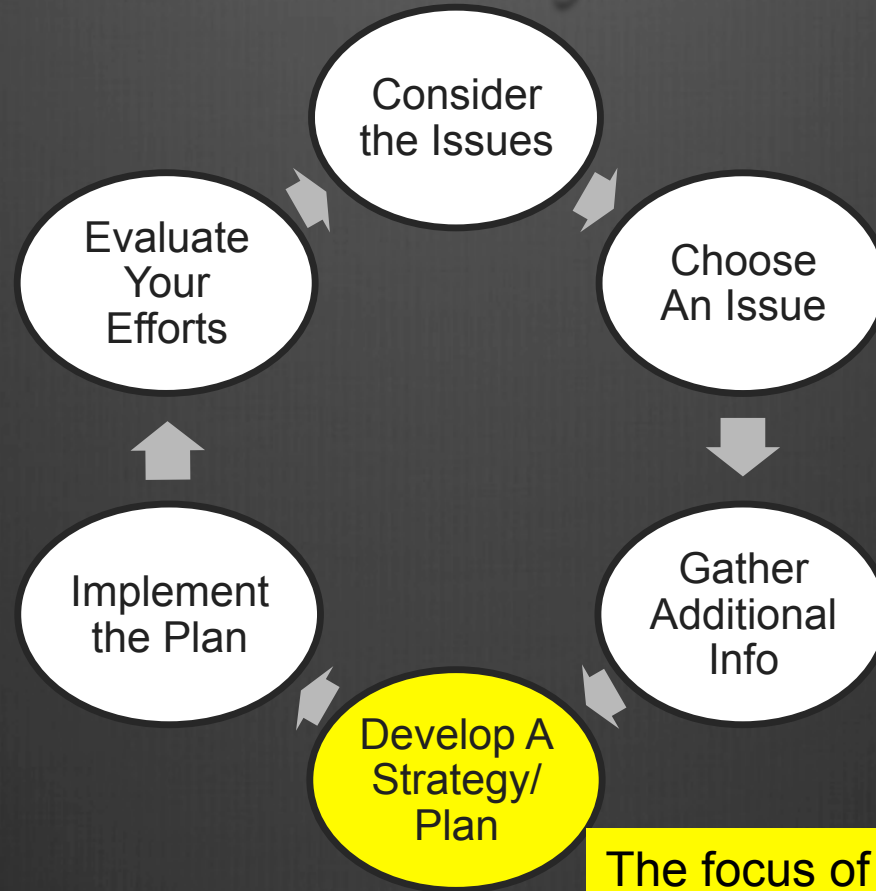 Consider
the Issues
Choose
An Issue
Gather
Additional
Info
Develop A
Strategy/
Plan
Implement
the Plan
Evaluate
Your
Efforts
The focus of